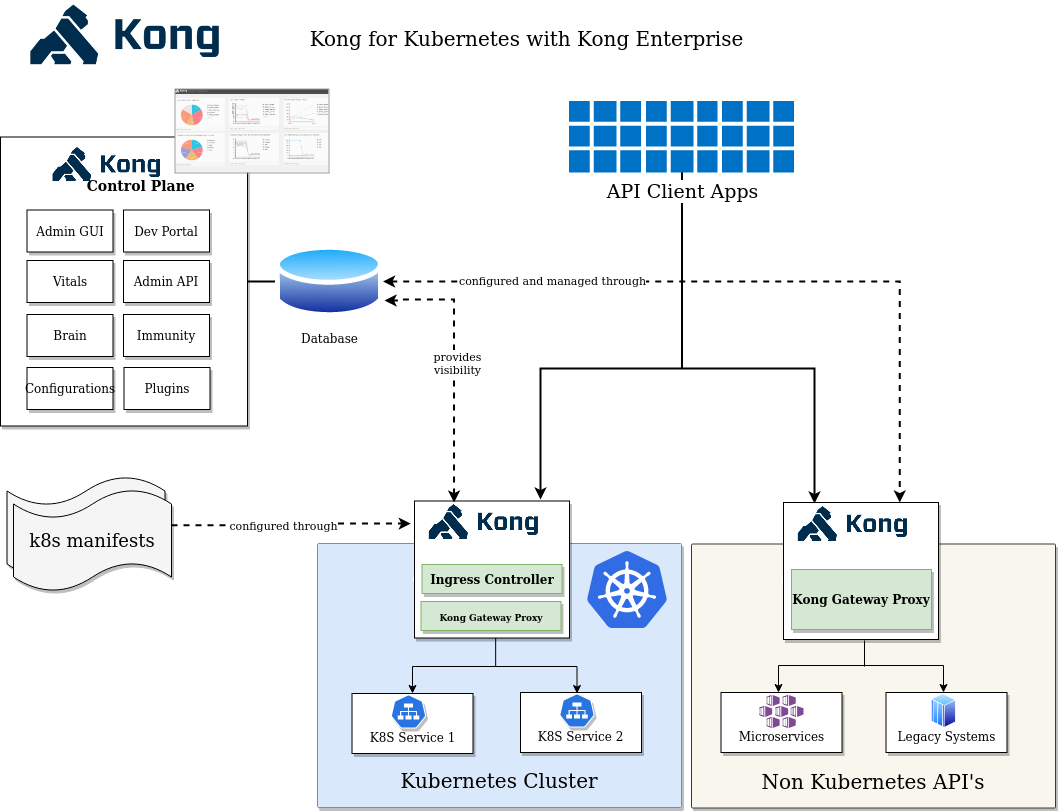 Kong
Kong for Kubernetes with Kong Enterprise
Kong
Control Plane
Admin GUI
Dev Portal
Vitals
Admin API
Brain
Immunity
Configurations
Plugins
API Client Apps
configured and managed through
Database
provides
visibility
k8s manifests
configured through
Kong
Ingress Controller
Kong Gateway Proxy
K8S Service 1
K8S Service 2
Kubernetes Cluster
Kong
Kong Gateway Proxy
Microservices
Legacy Systems
Non Kubernetes API's